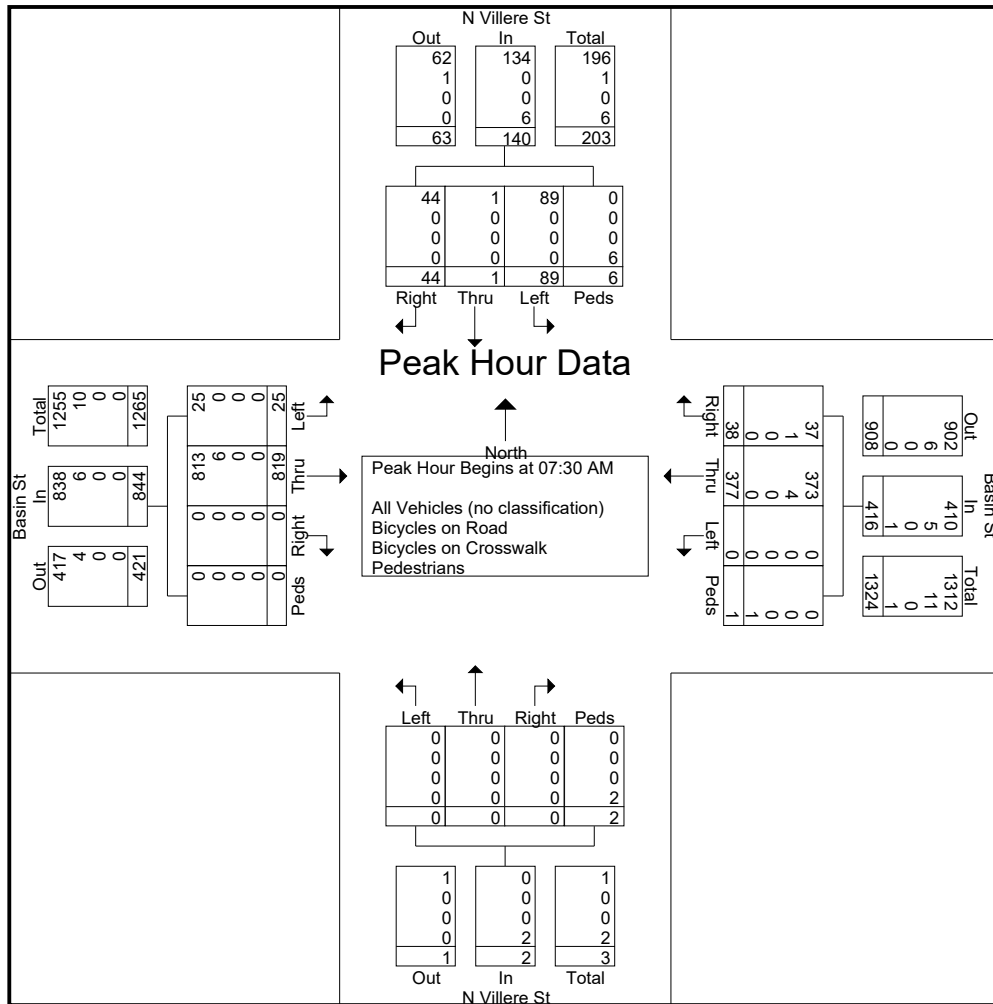 N Villere St
Out In Total
62 134 196
1 0 1
0 0 0
0 6 6
63 140 203
44 1 89 0
0 0 0 0
0 0 0 0
0 0 0 6
44 1 89 6
Right Thru Left Peds
Peak Hour Data
Basin St
Total In Out
1255 838 417
10 6 4
0 0 0
0 0 0
1265 844 421
25 813 0 0
0 6 0 0
0 0 0 0
0 0 0 0
25 819 0 0
Left Thru Right Peds
North
Peak Hour Begins at 07:30 AM
All Vehicles (no classification)
Bicycles on Road
Bicycles on Crosswalk
Pedestrians
Right Thru Left Peds
38 377 0 1
0 0 0 1
0 0 0 0
1 4 0 0
37 373 0 0
908 416 1324
0 1 1
0 0 0
6 5 11
902 410 1312
Out In Total
Basin St
Left Thru Right Peds
0 0 0 0
0 0 0 0
0 0 0 0
0 0 0 2
0 0 0 2
1 0 1
0 0 0
0 0 0
0 2 2
1 2 3
Out In Total
N Villere St